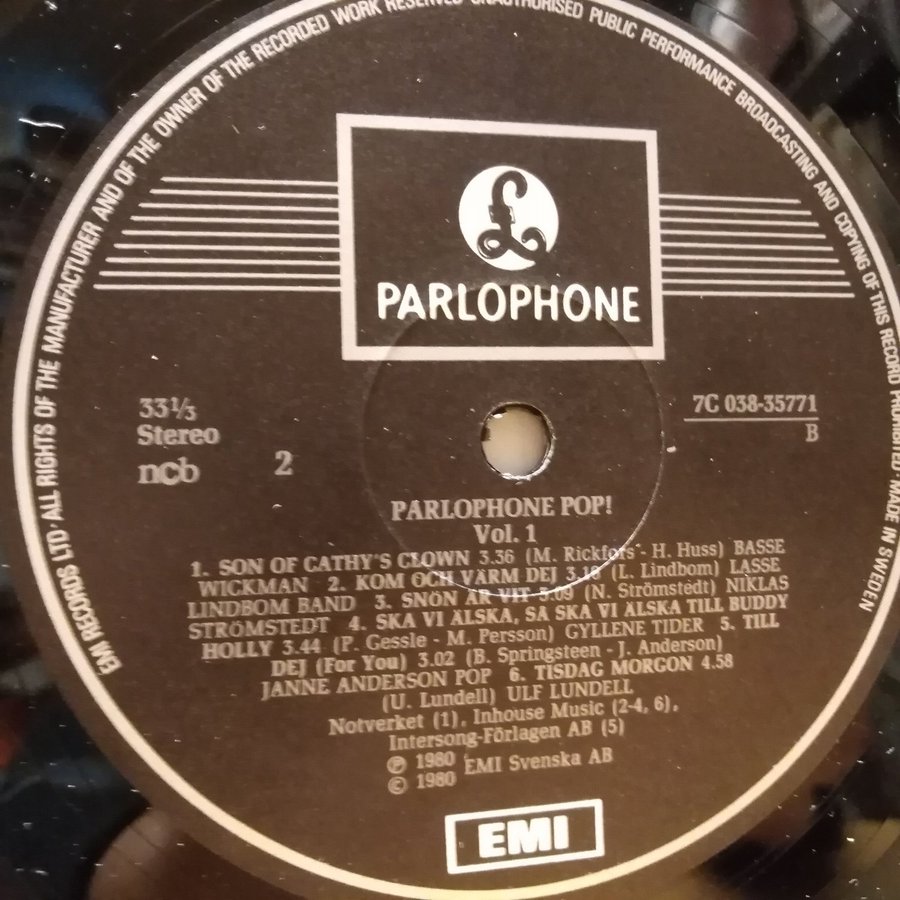 EMI RECORDS LTD · ALL RIGHTS OF THE MANUFACTURER AND OF THE OWNER OF THE RECORDED WORK RESERVED UNAUTHORISED PUBLIC PERFORMANCE BROADCASTING AND COPYING OF THIS RECORD PROHIBITED · MADE IN SWEDEN
PARLOPHONE
33⅓
Stereo
ncb
2
7C 038-35771
B
PARLOPHONE POP!
Vol. 1
1. SON OF CATHY'S CLOWN 3.36 (M. Rickfors - H. Huss) BASSE
WICKMAN 2. KOM OCH VÄRM DEJ (L. Lindbom) LASSE
LINDBOM BAND 3. SNÖN ÄR VIT (N. Strömstedt) NIKLAS
STRÖMSTEDT 4. SKA VI ÄLSKA, SÅ SKA VI ÄLSKA TILL BUDDY
HOLLY 3.44 (P. Gessle - M. Persson) GYLLENE TIDER 5. TILL
DEJ (For You) 3.02 (B. Springsteen - J. Anderson)
JANNE ANDERSON POP 6. TISDAG MORGON 4.58
(U. Lundell) ULF LUNDELL
Notverket (1), Inhouse Music (2-4, 6),
Intersong-Förlagen AB (5)
℗ 1980 EMI Svenska AB
© 1980
EMI